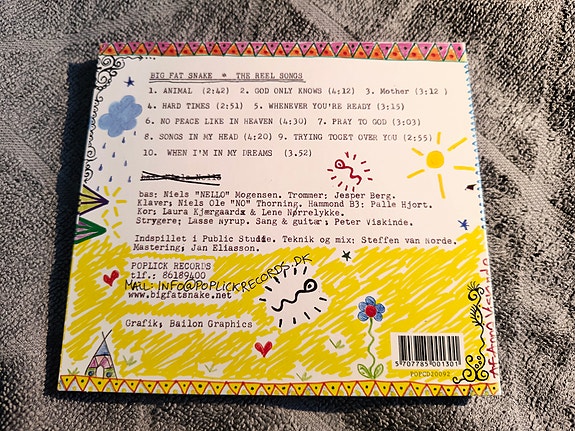 BIG FAT SNAKE * THE REEL SONGS
1. ANIMAL (2:42) 2. GOD ONLY KNOWS (4:12) 3. Mother (3:12 )
4. HARD TIMES (2:51) 5. WHENEVER YOU'RE READY (3:15)
6. NO PEACE LIKE IN HEAVEN (4:30) 7. PRAY TO GOD (3:03)
8. SONGS IN MY HEAD (4:20) 9. TRYING TOGET OVER YOU (2:55)
10. WHEN I'M IN MY DREAMS (3.52)
bas: Niels "NELLO" Mogensen. Trommer; Jesper Berg.
Klaver; Niels Ole "NO" Thorning. Hammond B3: Palle Hjort.
Kor; Laura Kjærgaardx & Lene Nørrelykke.
Strygere; Lasse Nyrup. Sang & guitar; Peter Viskinde.
Indspillet i Public Studie. Teknik og mix: Steffen van Norde.
Mastering; Jan Eliasson.
POPLICK RECORDS
tlf.: 86189400
MAIL: INFO@POPLICKRECORDS.DK
www.bigfatsnake.net
Grafik; Bailon Graphics
5 707785 001301
POPCD20092